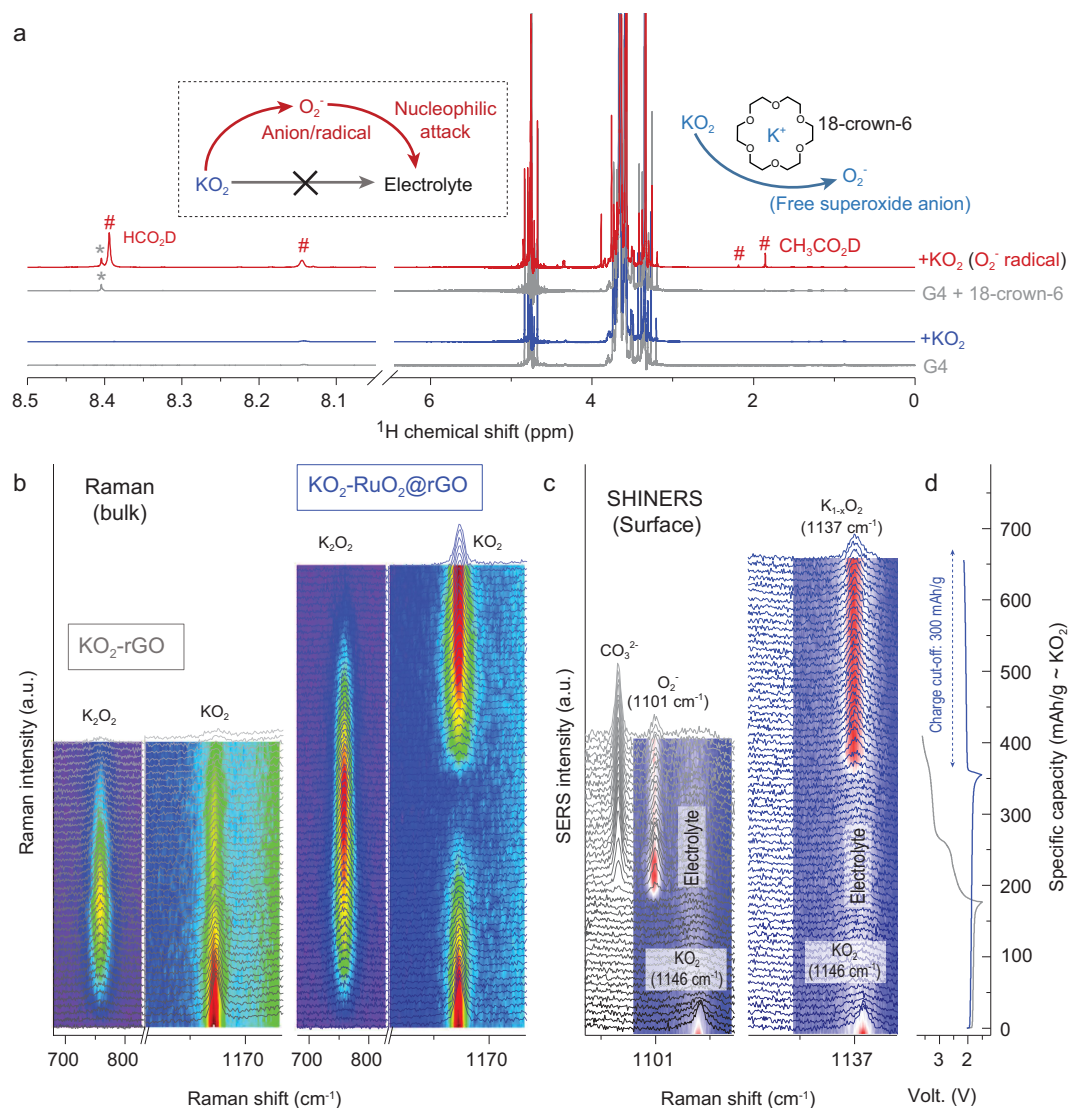 a
O₂⁻
Anion/radical
Nucleophilic
attack
KO₂
Electrolyte
KO₂
K⁺
O
O
O
O
O
O
18-crown-6
O₂⁻
(Free superoxide anion)
*
#
HCO₂D
#
#
#
CH₃CO₂D
+KO₂ (O₂⁻ radical)
*
G4 + 18-crown-6
+KO₂
G4
8.5 8.4 8.3 8.2 8.1 6 4 2 0
¹H chemical shift (ppm)
b
Raman
(bulk)
KO₂-RuO₂@rGO
K₂O₂
KO₂
KO₂-rGO
K₂O₂
KO₂
Raman intensity (a.u.)
700 800 1170 700 800 1170
Raman shift (cm⁻¹)
c
SHINERS
(Surface)
K₁₋ₓO₂
(1137 cm⁻¹)
CO₃²⁻
O₂⁻
(1101 cm⁻¹)
Electrolyte
KO₂
(1146 cm⁻¹)
Electrolyte
KO₂
(1146 cm⁻¹)
SERS intensity (a.u.)
1101 1137
Raman shift (cm⁻¹)
d
Charge cut-off: 300 mAh/g
700
600
500
400
300
200
100
0
Specific capacity (mAh/g ~ KO₂)
3 2
Volt. (V)